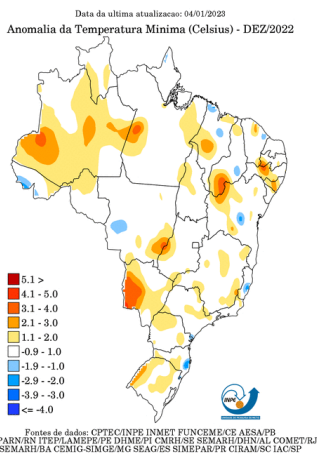 Data da ultima atualizacao: 04/01/2023
Anomalia da Temperatura Minima (Celsius) - DEZ/2022
5.1 >
4.1 - 5.0
3.1 - 4.0
2.1 - 3.0
1.1 - 2.0
-0.9 - 1.0
-1.9 - -1.0
-2.9 - -2.0
-3.9 - -3.0
<= -4.0
INPE
Fontes de dados: CPTEC/INPE INMET FUNCEME/CE AESA/PB
PARN/RN ITEP/LAMEPE/PE DHME/PI CMRH/SE SEMARH/DHN/AL COMET/RJ
SEMARH/BA CEMIG-SIMGE/MG SEAG/ES SIMEPAR/PR CIRAM/SC IAC/SP